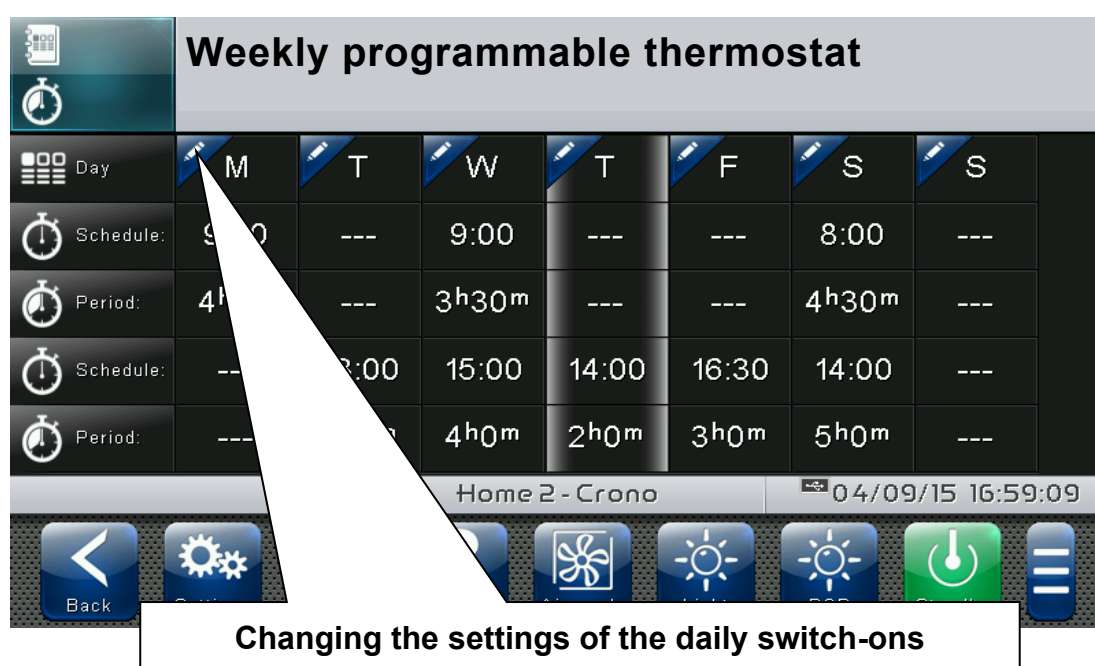 Weekly programmable thermostat
Day M T W T F S S
Schedule: --- 9:00 --- --- 8:00 ---
Period: --- 3h30m --- --- 4h30m ---
Schedule: 15:00 14:00 16:30 14:00 ---
Period: 4h0m 2h0m 3h0m 5h0m ---
Home 2 - Crono 04/09/15 16:59:09
Back
Changing the settings of the daily switch-ons